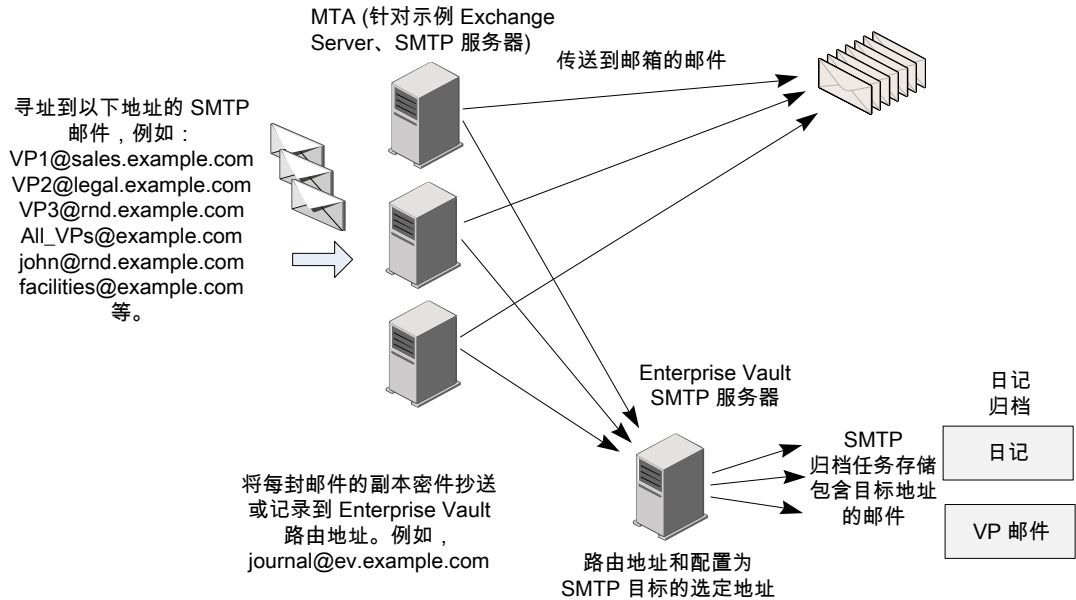 MTA (针对示例 Exchange
Server、SMTP 服务器)
传送到邮箱的邮件
寻址到以下地址的 SMTP
邮件，例如：
VP1@sales.example.com
VP2@legal.example.com
VP3@rnd.example.com
All_VPs@example.com
john@rnd.example.com
facilities@example.com
等。
Enterprise Vault
SMTP 服务器
日记
归档
SMTP
归档任务存储
包含目标地址
的邮件
日记
VP 邮件
将每封邮件的副本密件抄送
或记录到 Enterprise Vault
路由地址。例如，
journal@ev.example.com
路由地址和配置为
SMTP 目标的选定地址